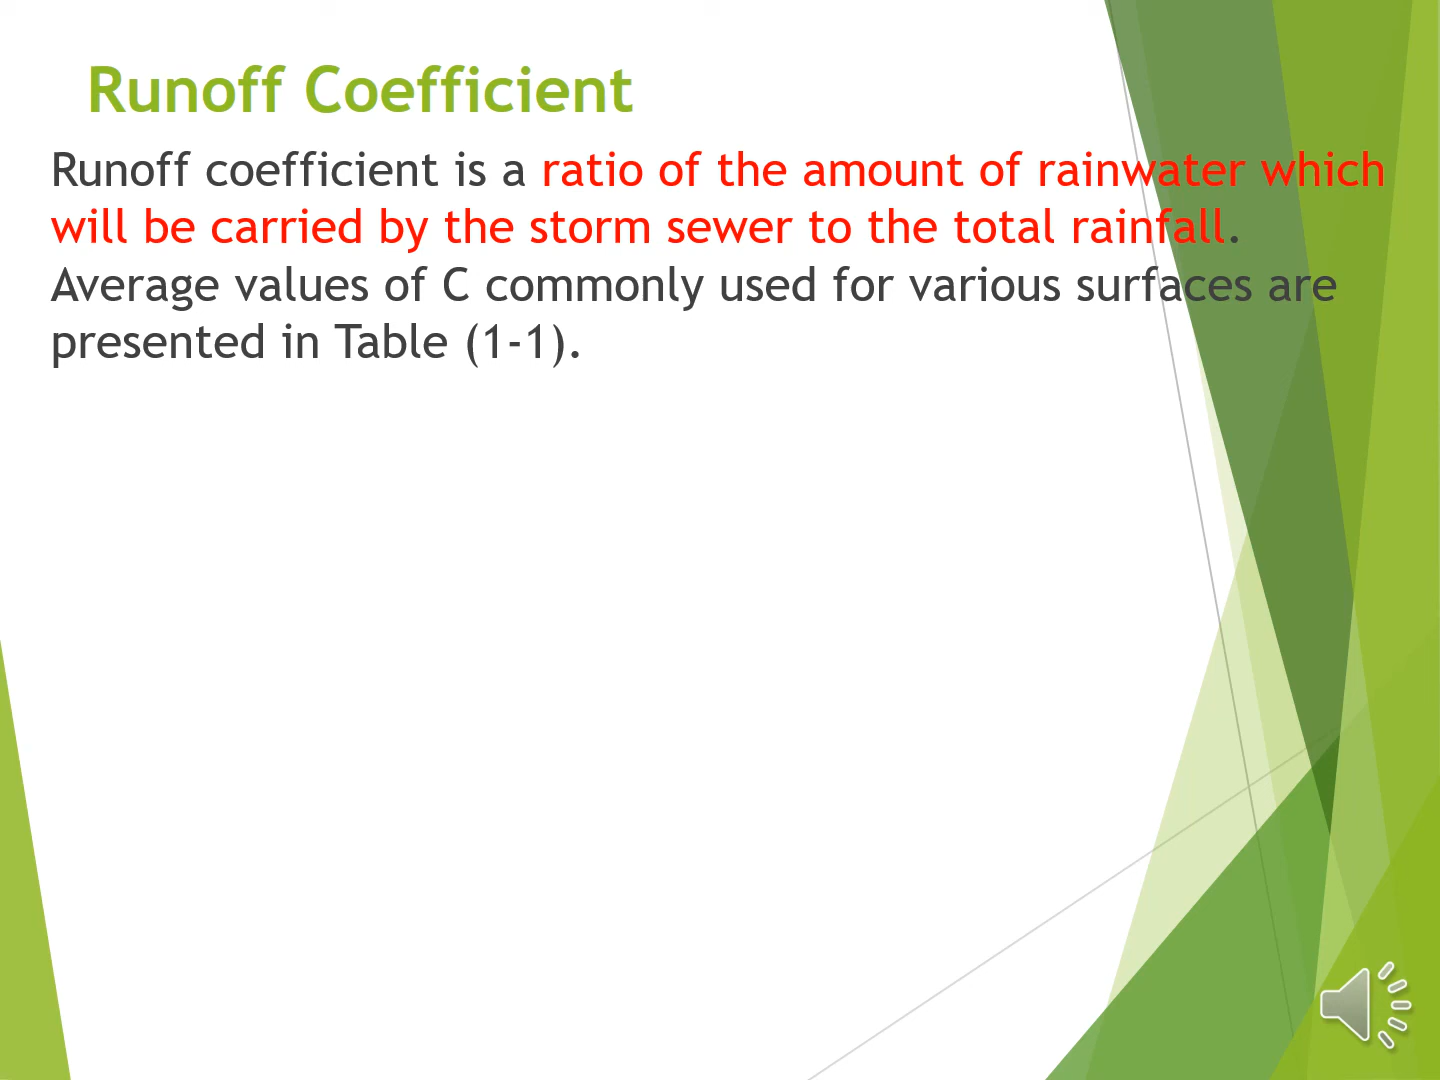 Runoff Coefficient
Runoff coefficient is a ratio of the amount of rainwater which
will be carried by the storm sewer to the total rainfall.
Average values of C commonly used for various surfaces are
presented in Table (1-1).